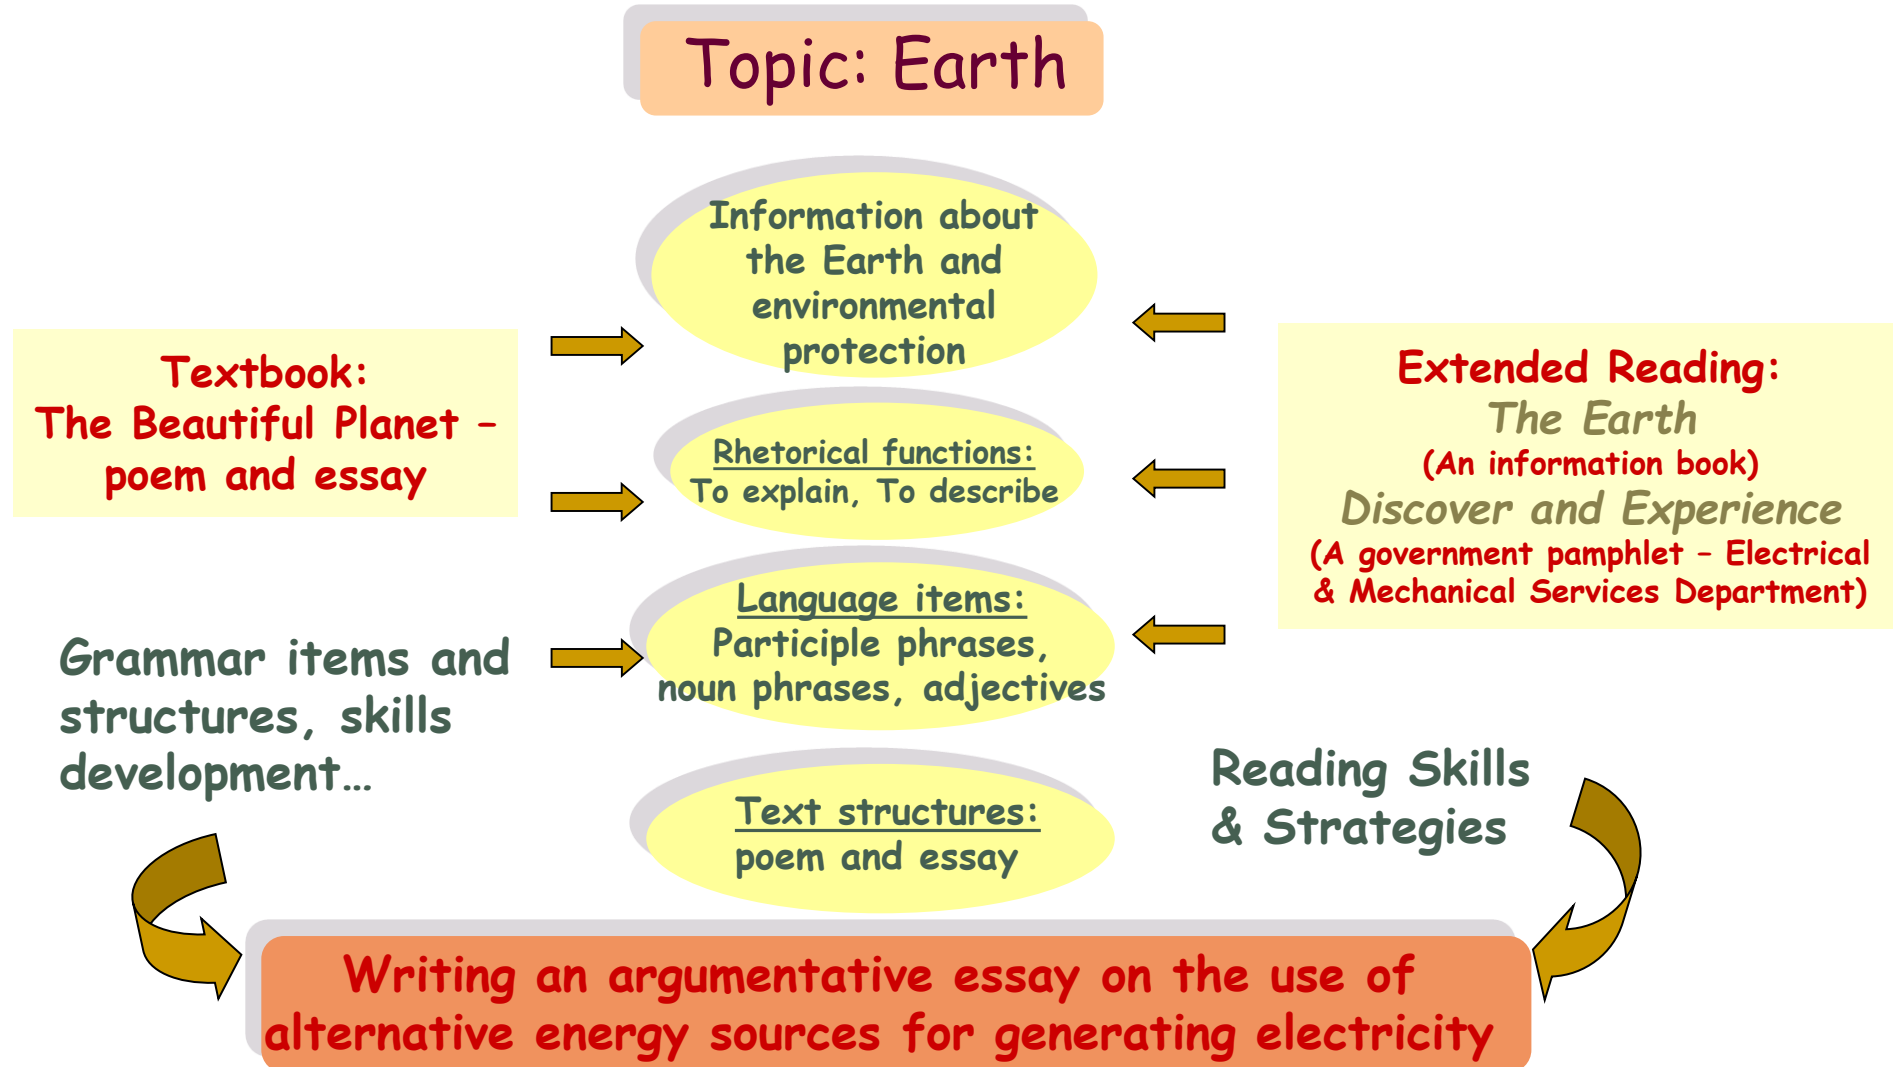 Topic: Earth
Information about
the Earth and
environmental
protection
Textbook:
The Beautiful Planet –
poem and essay
Rhetorical functions:
To explain, To describe
Extended Reading:
The Earth
(An information book)
Discover and Experience
(A government pamphlet – Electrical
& Mechanical Services Department)
Language items:
Participle phrases,
noun phrases, adjectives
Grammar items and
structures, skills
development…
Text structures:
poem and essay
Reading Skills
& Strategies
Writing an argumentative essay on the use of
alternative energy sources for generating electricity